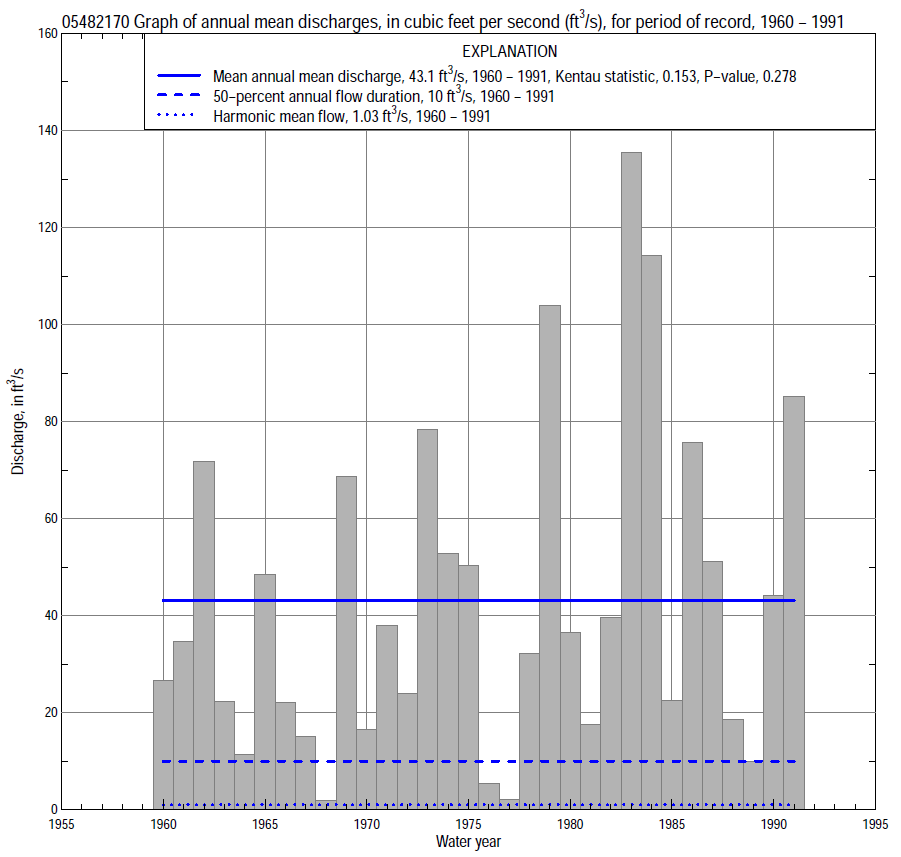 05482170 Graph of annual mean discharges, in cubic feet per second (ft³/s), for period of record, 1960 – 1991
EXPLANATION
Mean annual mean discharge, 43.1 ft³/s, 1960 – 1991, Kentau statistic, 0.153, P–value, 0.278
50–percent annual flow duration, 10 ft³/s, 1960 – 1991
Harmonic mean flow, 1.03 ft³/s, 1960 – 1991
160
140
120
100
80
60
40
20
0
Discharge, in ft³/s
1955 1960 1965 1970 1975 1980 1985 1990 1995
Water year